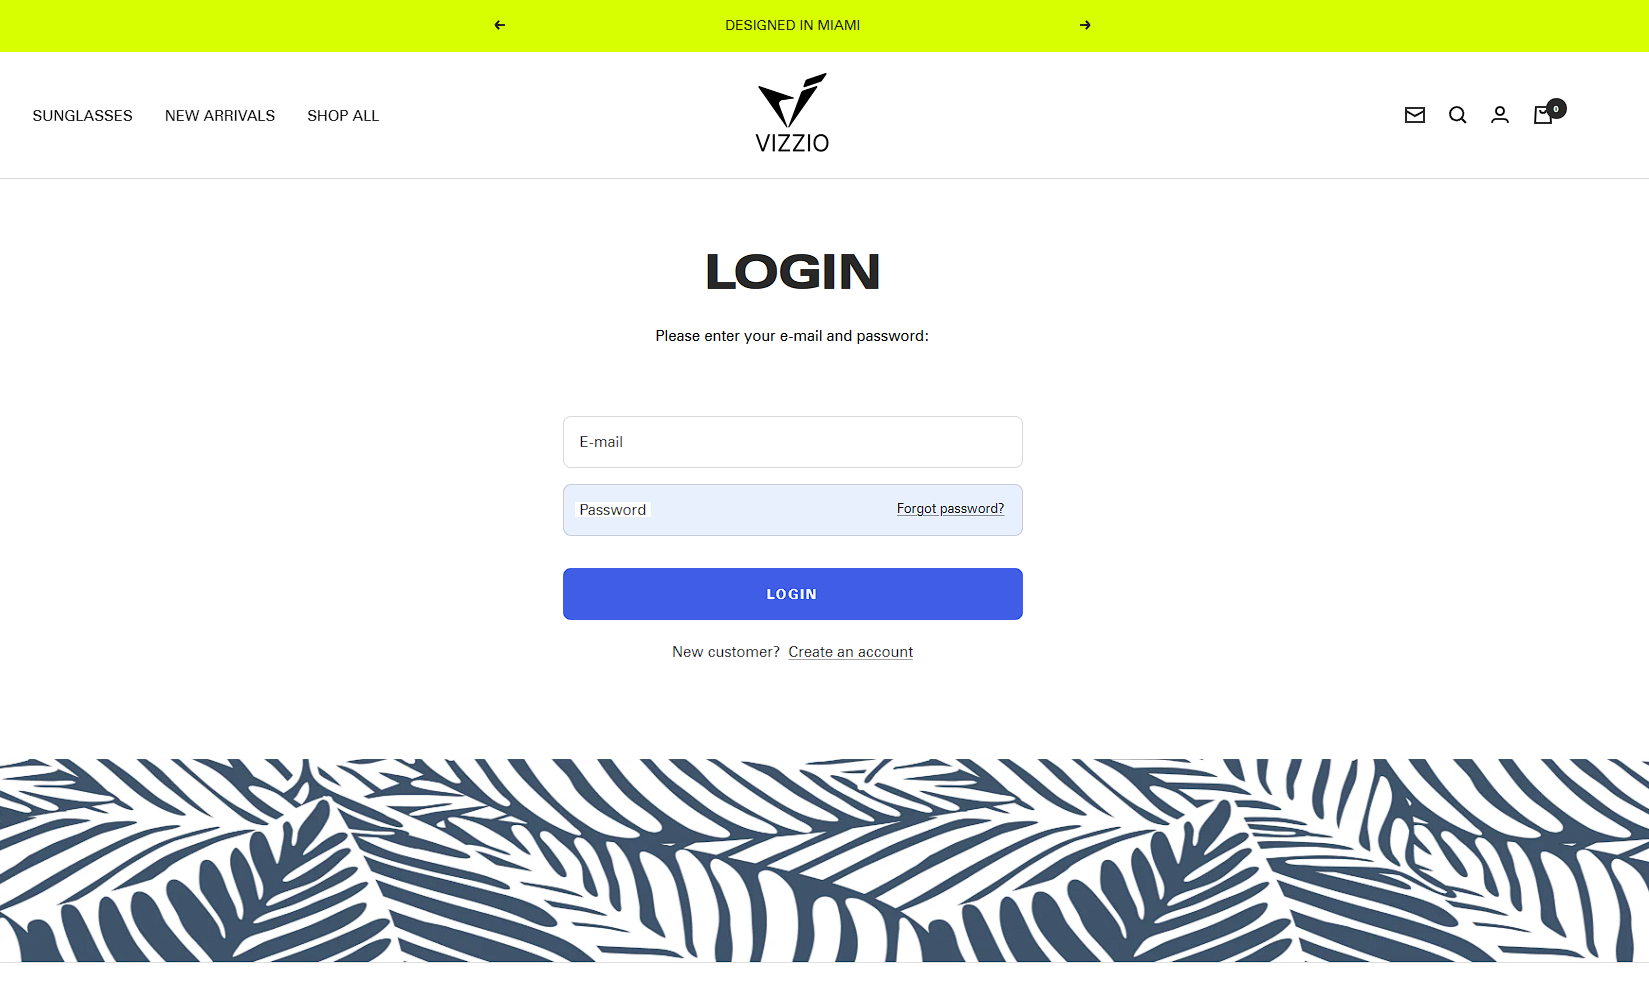 DESIGNED IN MIAMI
SUNGLASSES
NEW ARRIVALS
SHOP ALL
VIZZIO
0
LOGIN
Please enter your e-mail and password:
E-mail
Password
Forgot password?
LOGIN
New customer? Create an account